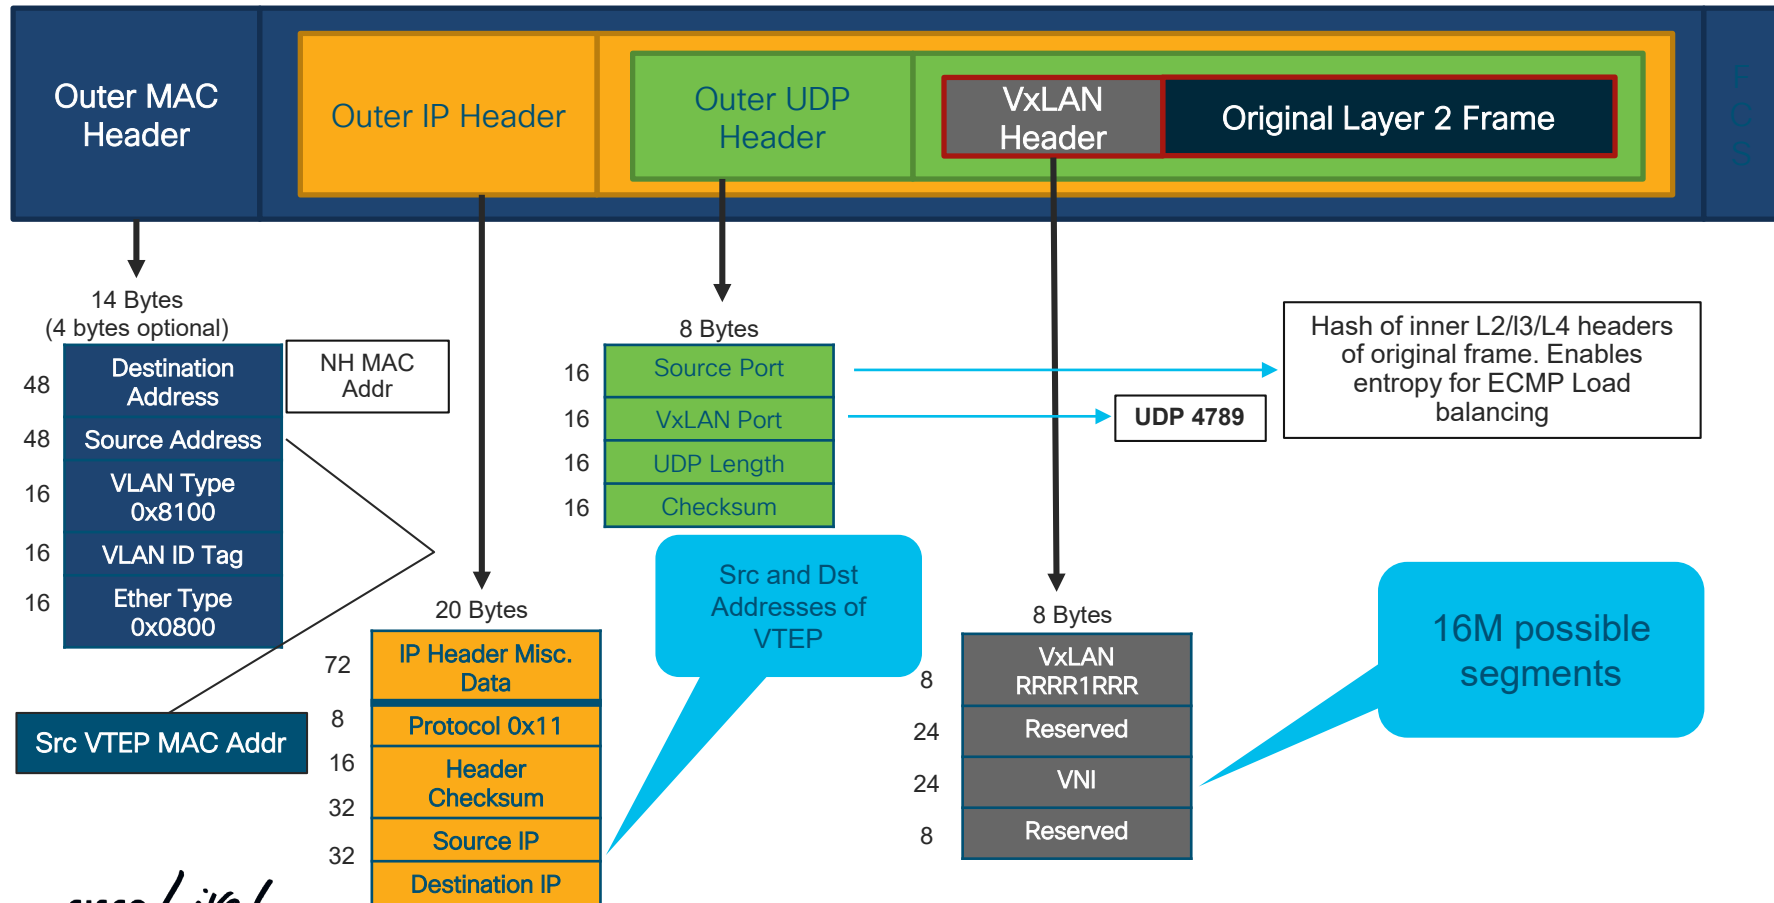 Outer MAC
Header
Outer IP Header
Outer UDP
Header
VxLAN
Header
Original Layer 2 Frame
F
C
S
14 Bytes
(4 bytes optional)
48
Destination
Address
NH MAC
Addr
48
Source Address
16
VLAN Type
0x8100
16
VLAN ID Tag
16
Ether Type
0x0800
Src VTEP MAC Addr
20 Bytes
72
IP Header Misc.
Data
8
Protocol 0x11
16
Header
Checksum
32
Source IP
32
Destination IP
8 Bytes
16
Source Port
16
VxLAN Port
16
UDP Length
16
Checksum
Hash of inner L2/l3/L4 headers
of original frame. Enables
entropy for ECMP Load
balancing
UDP 4789
Src and Dst
Addresses of
VTEP
8 Bytes
8
VxLAN
RRRR1RRR
24
Reserved
24
VNI
8
Reserved
16M possible
segments